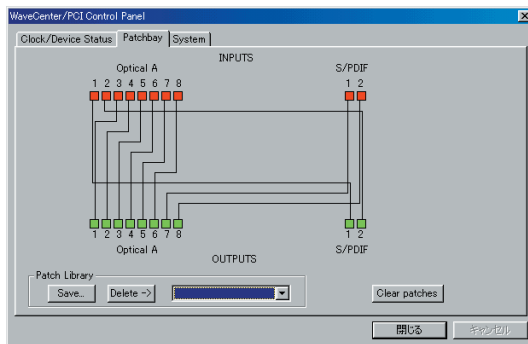 WaveCenter/PCI Control Panel
Clock/Device Status Patchbay System
INPUTS
Optical A S/PDIF
1 2 3 4 5 6 7 8 1 2
1 2 3 4 5 6 7 8 1 2
Optical A S/PDIF
OUTPUTS
Patch Library
Save... Delete -> Clear patches
閉じる キャンセル